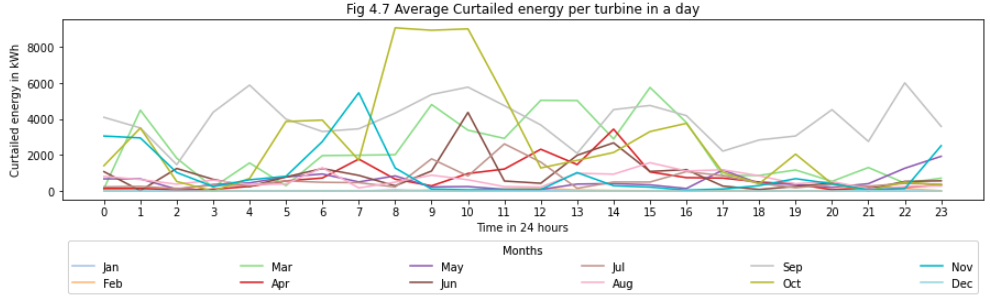 Fig 4.7 Average Curtailed energy per turbine in a day
Curtailed energy in kWh
8000
6000
4000
2000
0
0 1 2 3 4 5 6 7 8 9 10 11 12 13 14 15 16 17 18 19 20 21 22 23
Time in 24 hours
Months
Jan Mar May Jul Sep Nov
Feb Apr Jun Aug Oct Dec